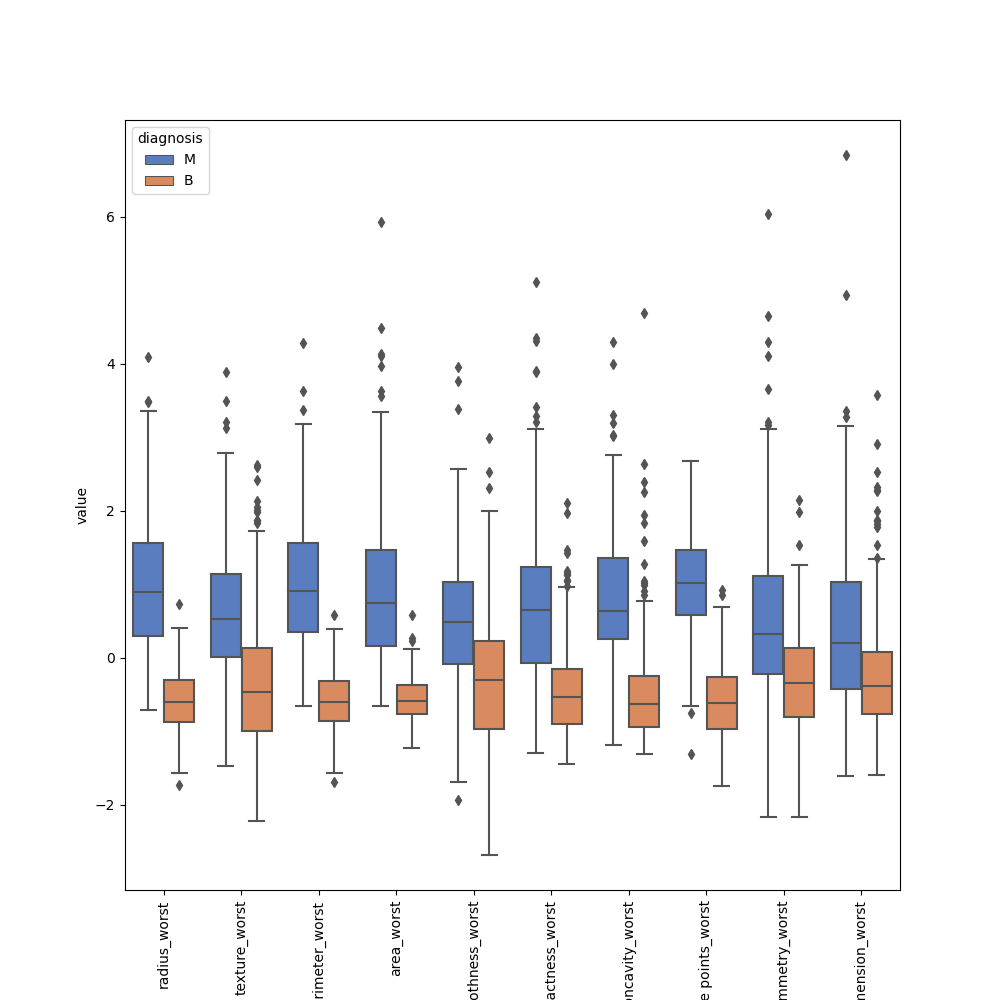 diagnosis
M
B
6
4
2
0
−2
value
radius_worst
texture_worst
rimeter_worst
area_worst
othness_worst
actness_worst
ncavity_worst
e points_worst
mmetry_worst
nension_worst